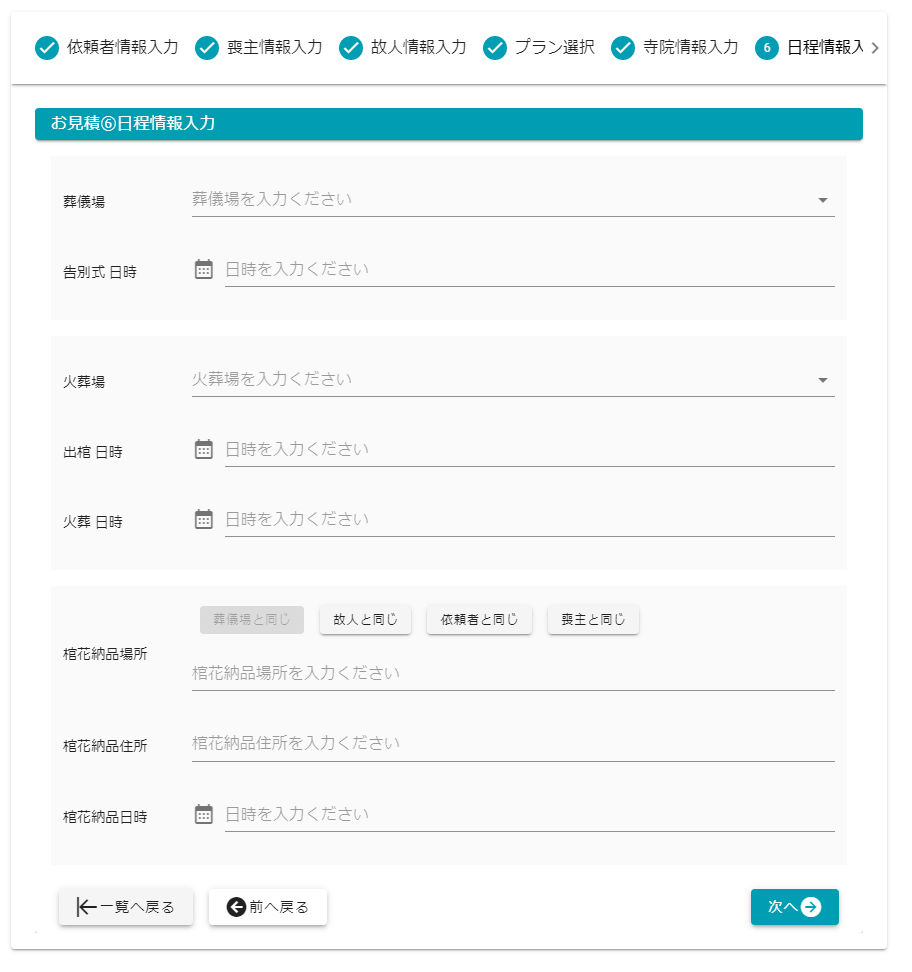 依頼者情報入力 喪主情報入力 故人情報入力 プラン選択 寺院情報入力 6 日程情報入
お見積⑥日程情報入力
葬儀場 葬儀場を入力ください
告別式 日時 日時を入力ください
火葬場 火葬場を入力ください
出棺 日時 日時を入力ください
火葬 日時 日時を入力ください
葬儀場と同じ 故人と同じ 依頼者と同じ 喪主と同じ
棺花納品場所
棺花納品場所を入力ください
棺花納品住所 棺花納品住所を入力ください
棺花納品日時 日時を入力ください
一覧へ戻る 前へ戻る 次へ